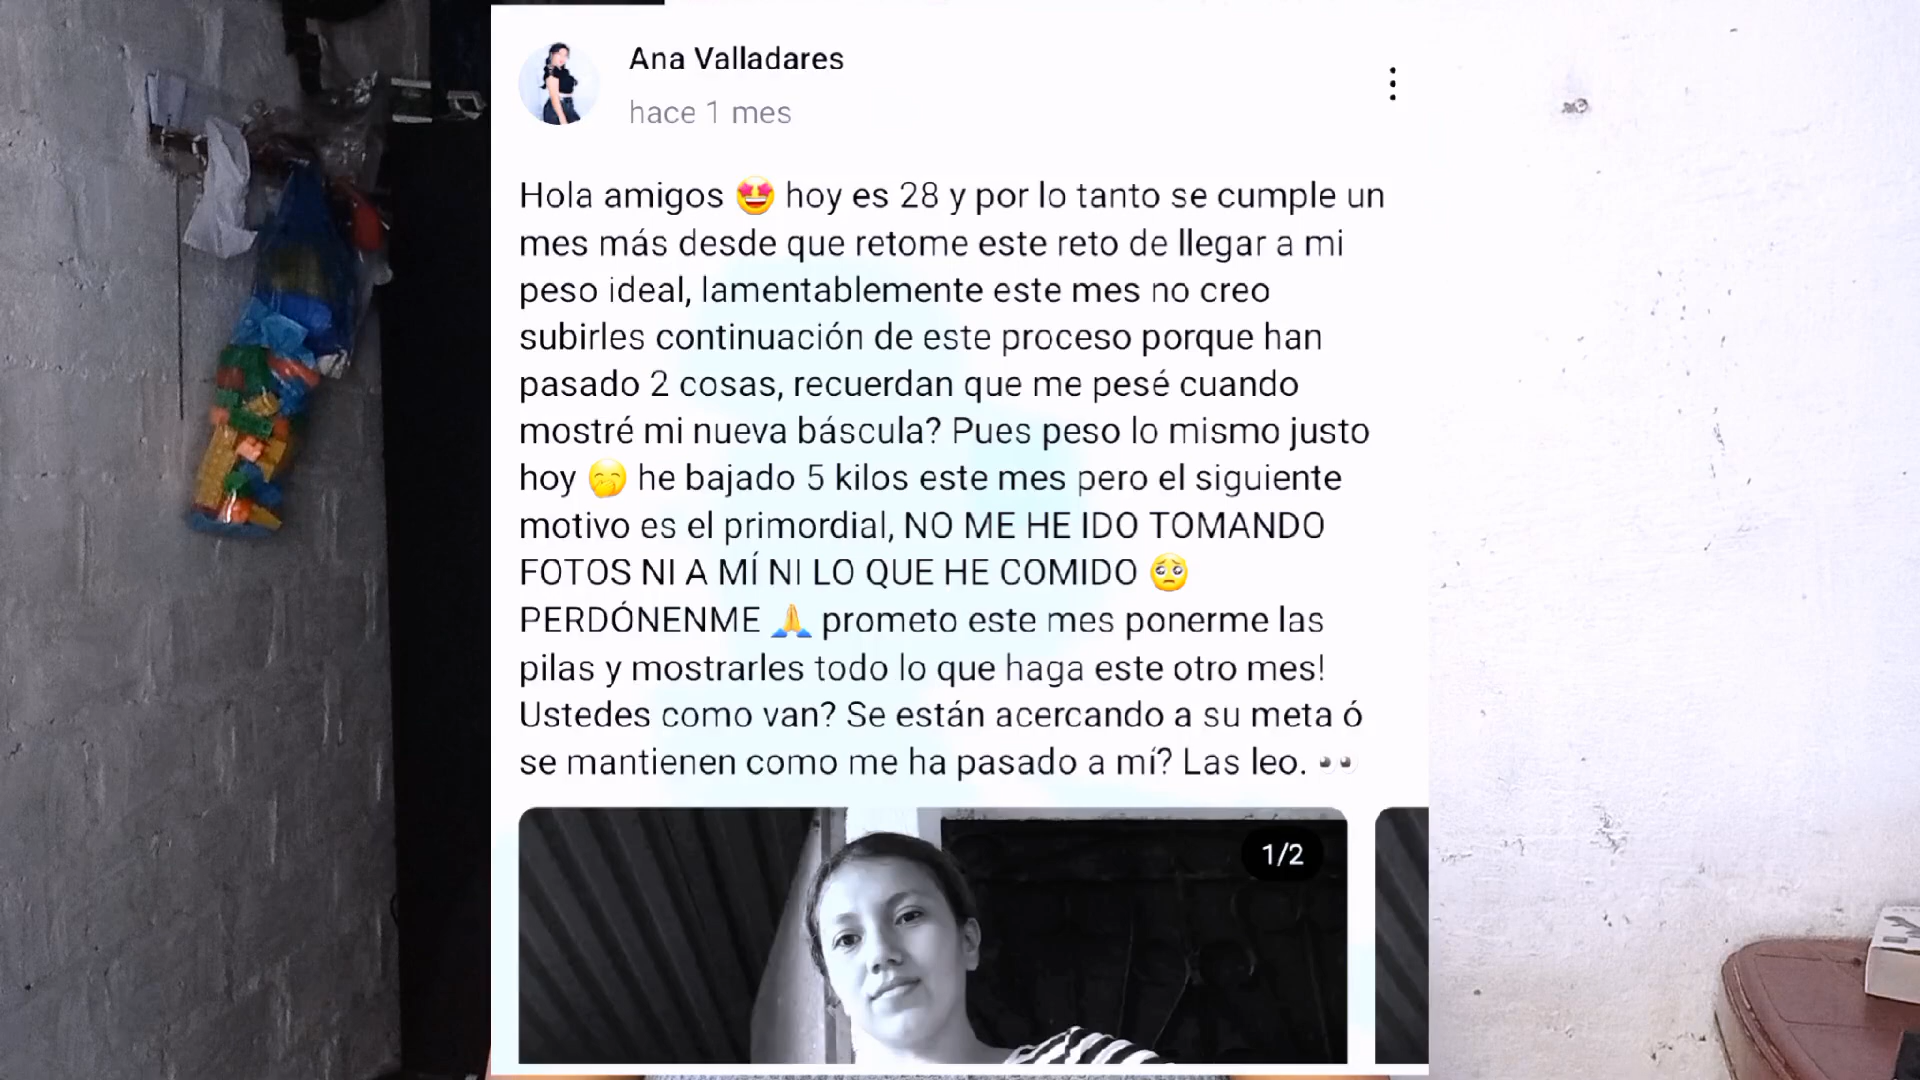 Ana Valladares
hace 1 mes
Hola amigos 🤩 hoy es 28 y por lo tanto se cumple un
mes más desde que retome este reto de llegar a mi
peso ideal, lamentablemente este mes no creo
subirles continuación de este proceso porque han
pasado 2 cosas, recuerdan que me pesé cuando
mostré mi nueva báscula? Pues peso lo mismo justo
hoy 🤭 he bajado 5 kilos este mes pero el siguiente
motivo es el primordial, NO ME HE IDO TOMANDO
FOTOS NI A MÍ NI LO QUE HE COMIDO 🥺
PERDÓNENME 🙏 prometo este mes ponerme las
pilas y mostrarles todo lo que haga este otro mes!
Ustedes como van? Se están acercando a su meta ó
se mantienen como me ha pasado a mí? Las leo. 👀
1/2